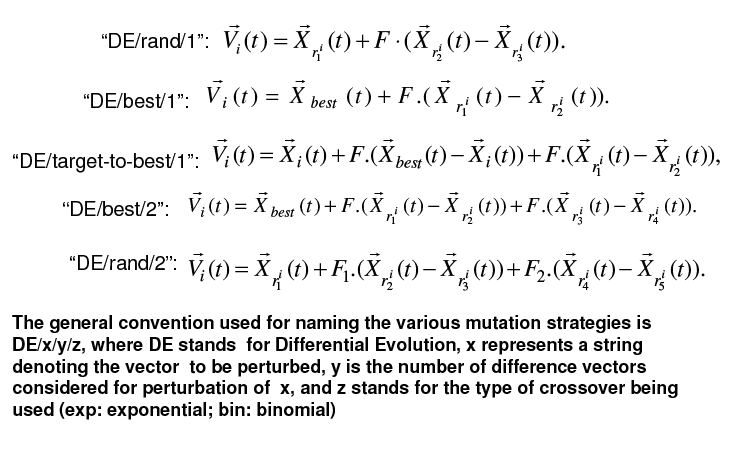 “DE/rand/1”: $\vec{V}_i(t) = \vec{X}_{r_1^i}(t) + F \cdot (\vec{X}_{r_2^i}(t) - \vec{X}_{r_3^i}(t)).$
“DE/best/1”: $\vec{V}_i(t) = \vec{X}_{best}(t) + F.(\vec{X}_{r_1^i}(t) - \vec{X}_{r_2^i}(t)).$
“DE/target-to-best/1”: $\vec{V}_i(t) = \vec{X}_i(t) + F.(\vec{X}_{best}(t) - \vec{X}_i(t)) + F.(\vec{X}_{r_1^i}(t) - \vec{X}_{r_2^i}(t)),$
“DE/best/2”: $\vec{V}_i(t) = \vec{X}_{best}(t) + F.(\vec{X}_{r_1^i}(t) - \vec{X}_{r_2^i}(t)) + F.(\vec{X}_{r_3^i}(t) - \vec{X}_{r_4^i}(t)).$
“DE/rand/2”: $\vec{V}_i(t) = \vec{X}_{r_1^i}(t) + F_1.(\vec{X}_{r_2^i}(t) - \vec{X}_{r_3^i}(t)) + F_2.(\vec{X}_{r_4^i}(t) - \vec{X}_{r_5^i}(t)).$
The general convention used for naming the various mutation strategies is
DE/x/y/z, where DE stands for Differential Evolution, x represents a string
denoting the vector to be perturbed, y is the number of difference vectors
considered for perturbation of x, and z stands for the type of crossover being
used (exp: exponential; bin: binomial)